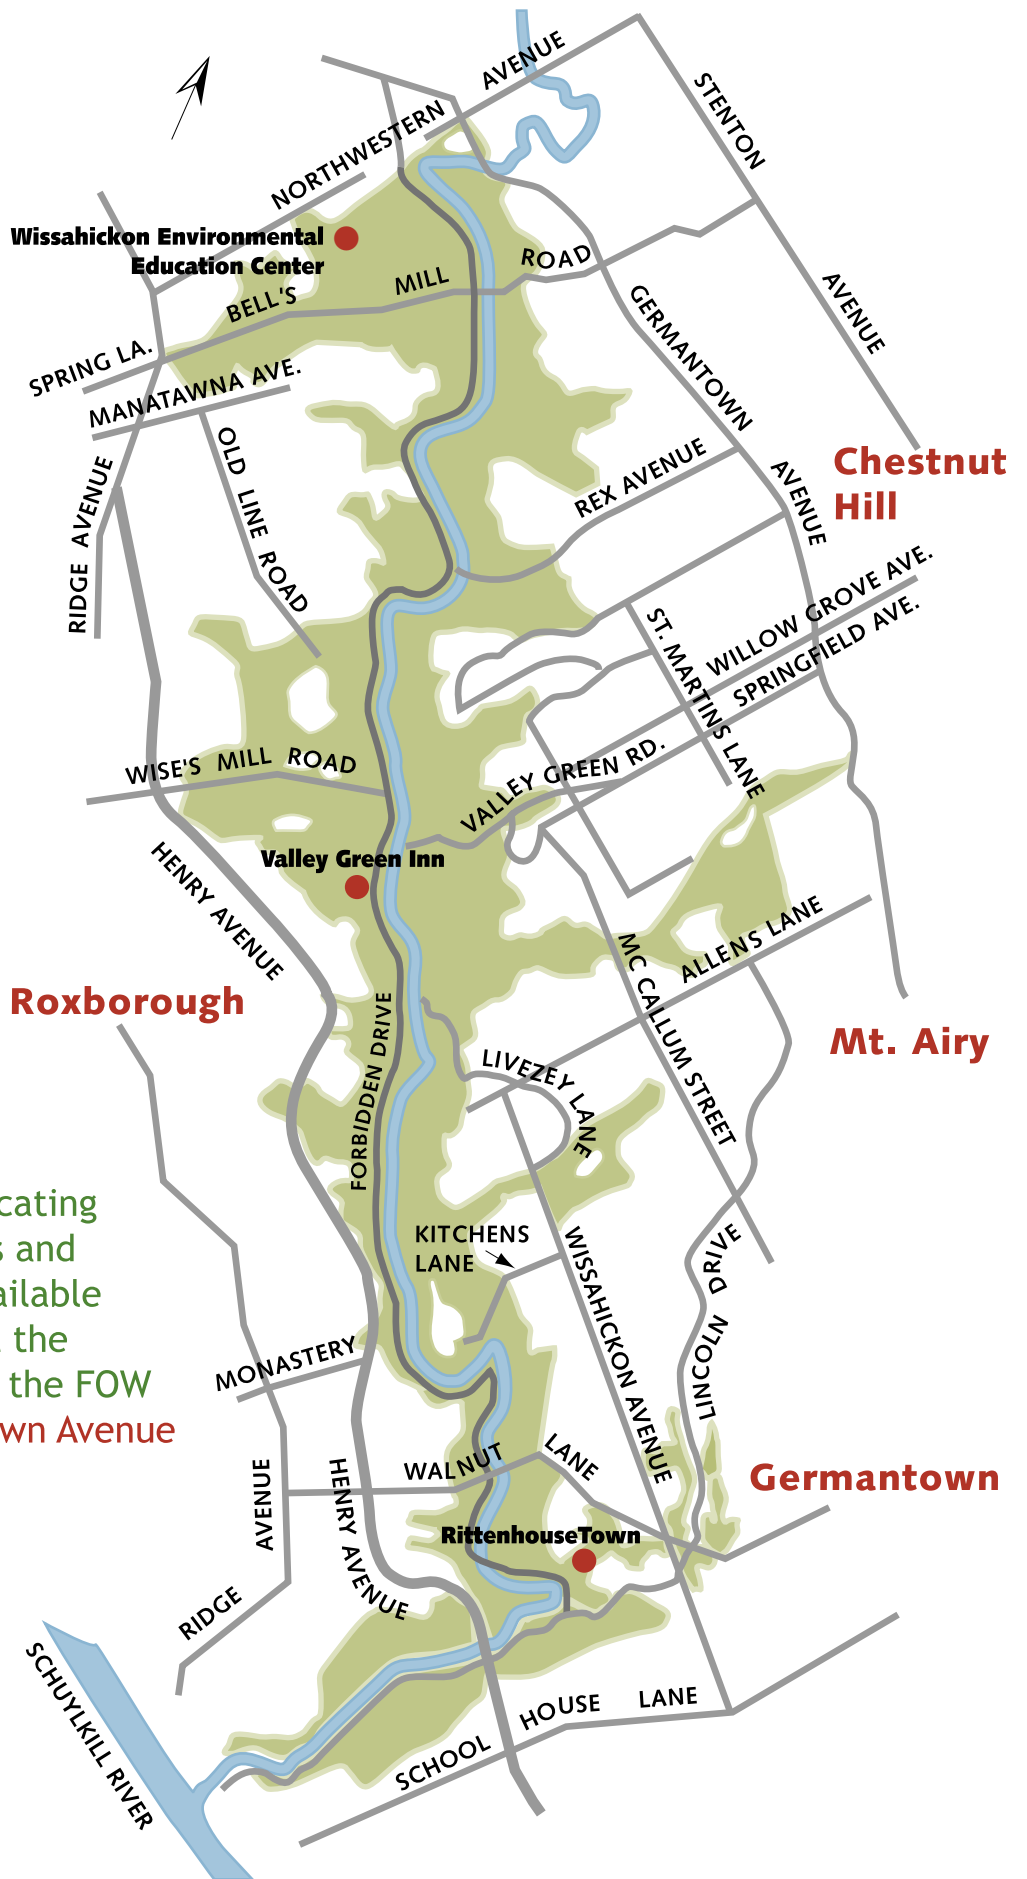 AVENUE
STENTON
NORTHWESTERN
Wissahickon Environmental
Education Center
BELL'S
MILL
ROAD
SPRING LA.
MANATAWNA AVE.
GERMANTOWN
AVENUE
RIDGE AVENUE
OLD LINE ROAD
REX AVENUE
Chestnut
Hill
AVENUE
WILLOW GROVE AVE.
SPRINGFIELD AVE.
ST. MARTINS LANE
WISE'S MILL ROAD
VALLEY GREEN RD.
HENRY AVENUE
Valley Green Inn
ALLENS LANE
MC CALLUM STREET
Roxborough
FORBIDDEN DRIVE
Mt. Airy
LIVEZEY LANE
cating
s and
ailable
the
the FOW
wn Avenue
KITCHENS
LANE
WISSAHICKON AVENUE
LINCOLN DRIVE
MONASTERY
WALNUT
LANE
AVENUE
HENRY AVENUE
Germantown
RittenhouseTown
RIDGE
SCHUYLKILL RIVER
SCHOOL
HOUSE
LANE